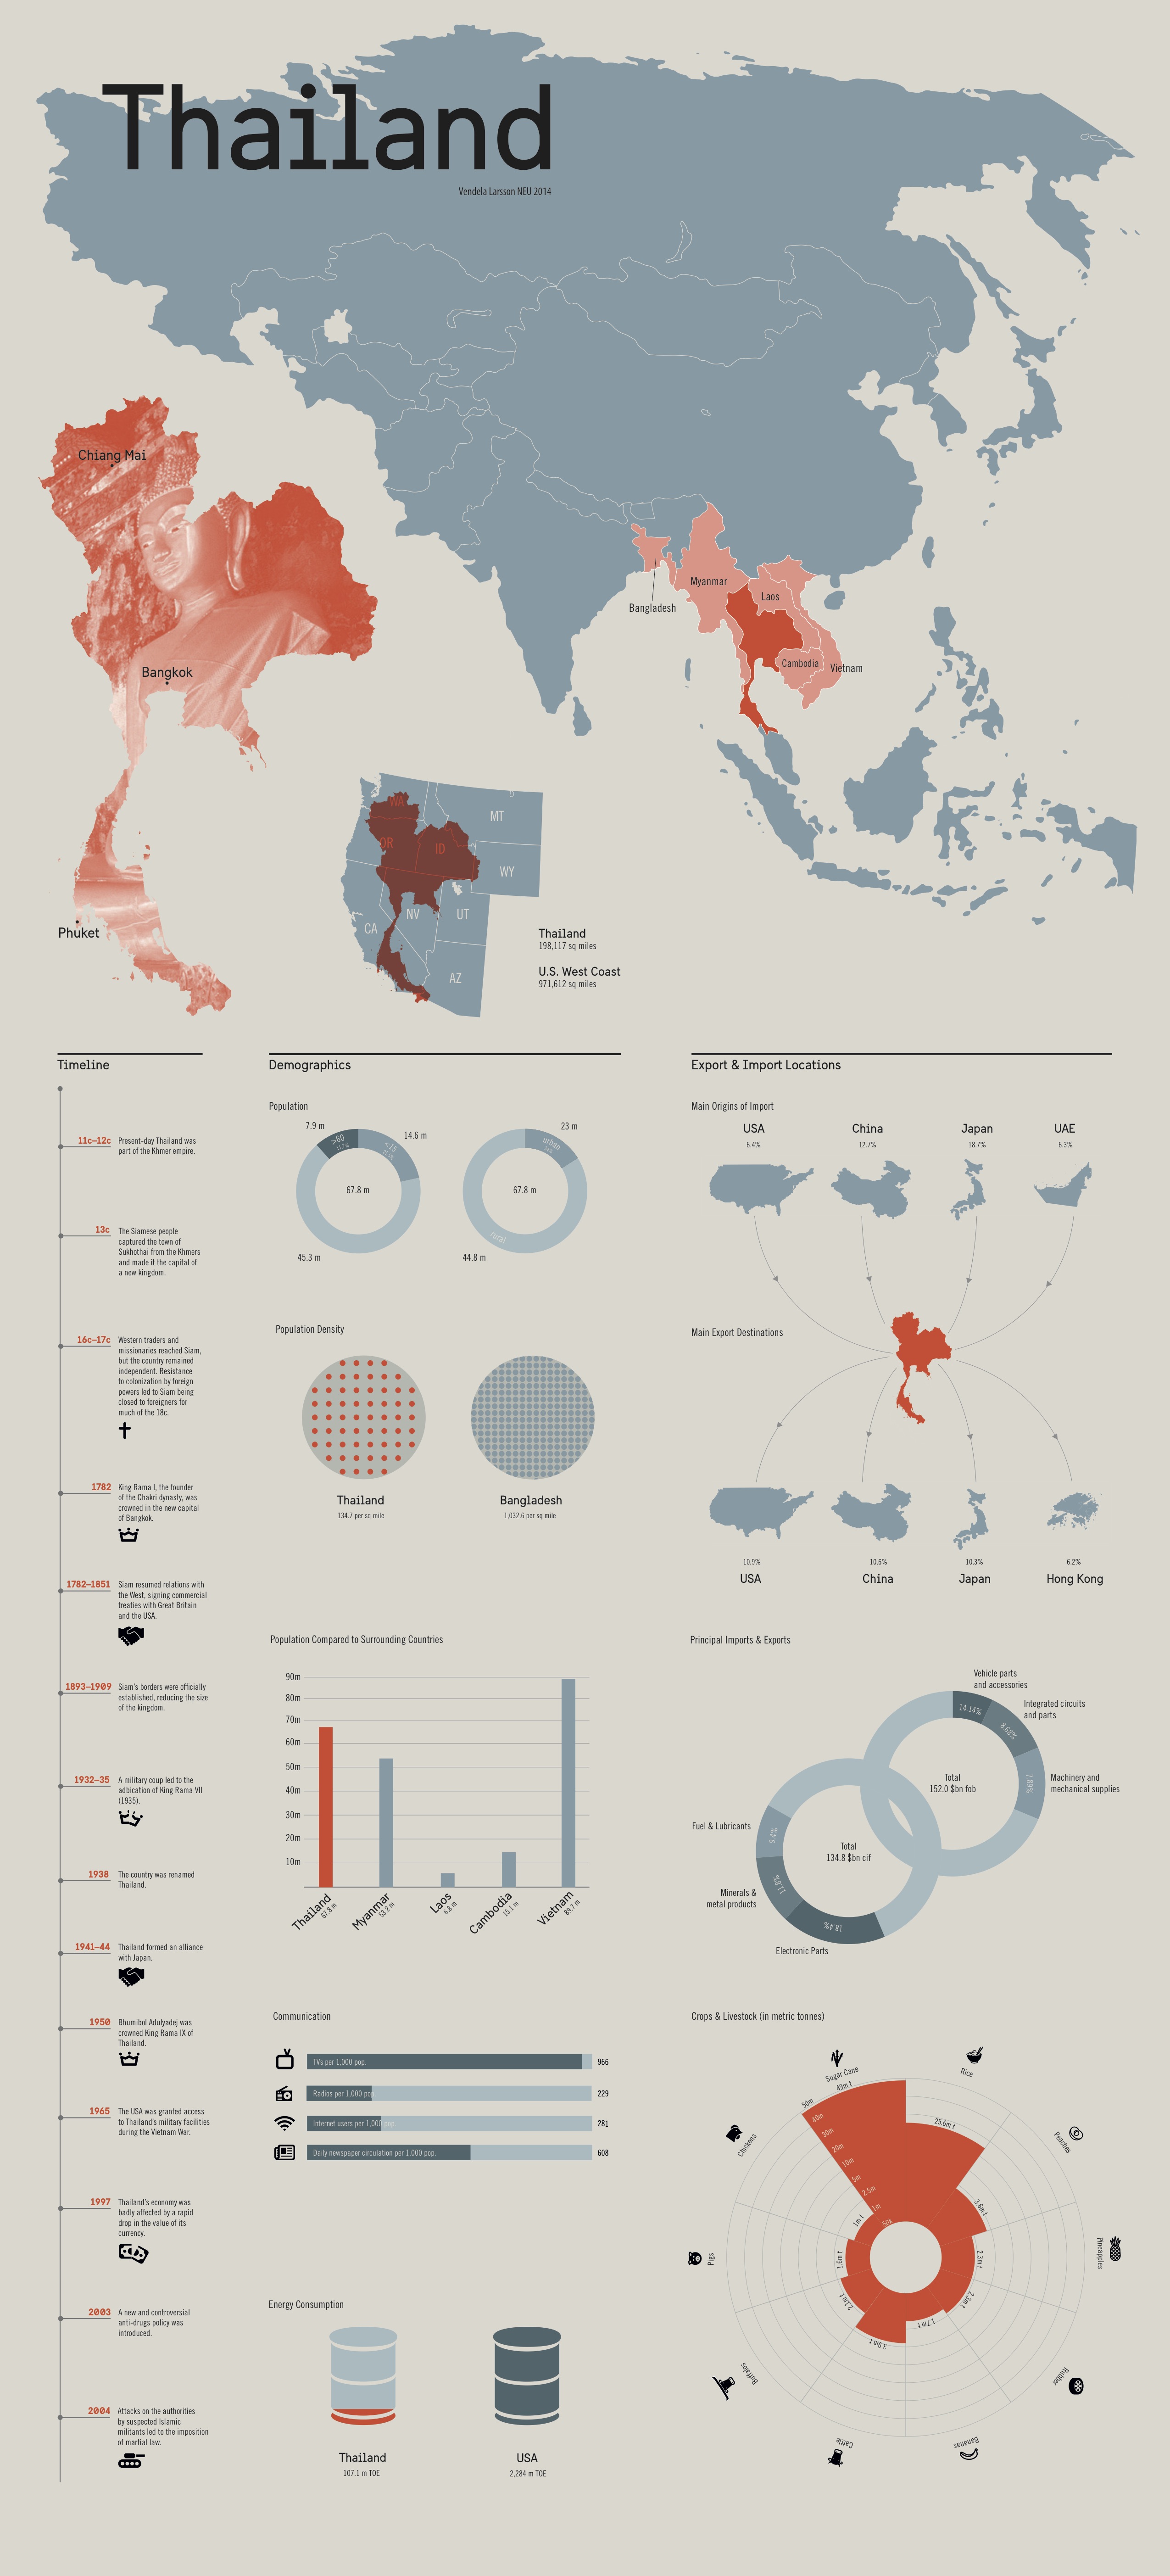 Thailand
Vendela Larsson NEU 2014
Chiang Mai
Bangkok
Phuket
Myanmar
Laos
Bangladesh
Cambodia
Vietnam
WA
MT
OR
ID
WY
NV
UT
CA
AZ
Thailand
198,117 sq miles
U.S. West Coast
971,612 sq miles
Timeline
11c–12c
Present-day Thailand was
part of the Khmer empire.
13c
The Siamese people
captured the town of
Sukhothai from the Khmers
and made it the capital of
a new kingdom.
16c–17c
Western traders and
missionaries reached Siam,
but the country remained
independent. Resistance
to colonization by foreign
powers led to Siam being
closed to foreigners for
much of the 18c.
1782
King Rama I, the founder
of the Chakri dynasty, was
crowned in the new capital
of Bangkok.
1782–1851
Siam resumed relations with
the West, signing commercial
treaties with Great Britain
and the USA.
1893–1909
Siam's borders were officially
established, reducing the size
of the kingdom.
1932–35
A military coup led to the
adbication of King Rama VII
(1935).
1938
The country was renamed
Thailand.
1941–44
Thailand formed an alliance
with Japan.
1950
Bhumibol Adulyadej was
crowned King Rama IX of
Thailand.
1965
The USA was granted access
to Thailand's military facilities
during the Vietnam War.
1997
Thailand's economy was
badly affected by a rapid
drop in the value of its
currency.
2003
A new and controversial
anti-drugs policy was
introduced.
2004
Attacks on the authorities
by suspected Islamic
militants led to the imposition
of martial law.
Demographics
Population
7.9 m
>60
<15
14.6 m
67.8 m
45.3 m
urban
23 m
67.8 m
rural
44.8 m
Population Density
Thailand
134.7 per sq mile
Bangladesh
1,032.6 per sq mile
Population Compared to Surrounding Countries
90m
80m
70m
60m
50m
40m
30m
20m
10m
Thailand
67.8 m
Myanmar
53.2 m
Laos
6.8 m
Cambodia
15.1 m
Vietnam
89.7 m
Communication
TVs per 1,000 pop.
966
Radios per 1,000 pop.
229
Internet users per 1,000 pop.
281
Daily newspaper circulation per 1,000 pop.
608
Energy Consumption
Thailand
107.1 m TOE
USA
2,284 m TOE
Export & Import Locations
Main Origins of Import
USA
6.4%
China
12.7%
Japan
18.7%
UAE
6.3%
Main Export Destinations
10.9%
USA
10.6%
China
10.3%
Japan
6.2%
Hong Kong
Principal Imports & Exports
Vehicle parts
and accessories
14.14%
Integrated circuits
and parts
8.68%
Machinery and
mechanical supplies
7.89%
Total
152.0 $bn fob
Fuel & Lubricants
9.4%
Total
134.8 $bn cif
Minerals &
metal products
11.8%
18.4%
Electronic Parts
Crops & Livestock (in metric tonnes)
Sugar Cane
49m t
Rice
25.6m t
Peaches
3.6m t
Pineapples
2.3m t
Rubber
2.3m t
Bananas
1.7m t
Cattle
3.9m t
Buffalos
2.1m t
Pigs
1.6m t
Chickens
1m t
50m
40m
30m
20m
10m
5m
2.5m
1m
50k